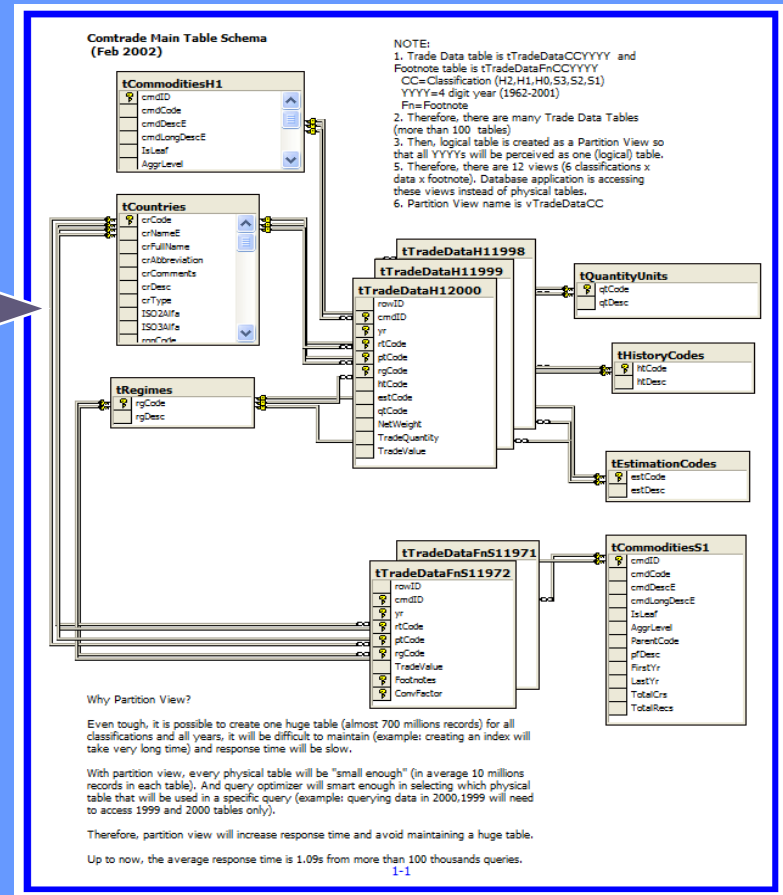 Comtrade Main Table Schema
(Feb 2002)
NOTE:
1. Trade Data table is tTradeDataCCYYYY and
Footnote table is tTradeDataFnCCYYYY
CC=Classification (H2,H1,H0,S3,S2,S1)
YYYY=4 digit year (1962-2001)
Fn=Footnote
2. Therefore, there are many Trade Data Tables
(more than 100 tables)
3. Then, logical table is created as a Partition View so
that all YYYYs will be perceived as one (logical) table.
5. Therefore, there are 12 views (6 classifications x
data x footnote). Database application is accessing
these views instead of physical tables.
6. Partition View name is vTradeDataCC
tCommoditiesH1
cmdID
cmdCode
cmdDescE
cmdLongDescE
IsLeaf
AggrLevel
tCountries
crCode
crNameE
crFullName
crAbbreviation
crComments
crDesc
crType
ISO2Alfa
ISO3Alfa
tRegimes
rgCode
rgDesc
tTradeDataH11998
tTradeDataH11999
tTradeDataH12000
rowID
cmdID
yr
rtCode
ptCode
rgCode
htCode
estCode
qtCode
NetWeight
TradeQuantity
TradeValue
tQuantityUnits
qtCode
qtDesc
tHistoryCodes
htCode
htDesc
tEstimationCodes
estCode
estDesc
tTradeDataFnS11971
tTradeDataFnS11972
rowID
cmdID
yr
rtCode
ptCode
rgCode
TradeValue
Footnotes
ConvFactor
tCommoditiesS1
cmdID
cmdCode
cmdDescE
cmdLongDescE
IsLeaf
AggrLevel
ParentCode
pfDesc
FirstYr
LastYr
TotalCrs
TotalRecs
Why Partition View?
Even tough, it is possible to create one huge table (almost 700 millions records) for all
classifications and all years, it will be difficult to maintain (example: creating an index will
take very long time) and response time will be slow.
With partition view, every physical table will be "small enough" (in average 10 millions
records in each table). And query optimizer will smart enough in selecting which physical
table that will be used in a specific query (example: querying data in 2000,1999 will need
to access 1999 and 2000 tables only).
Therefore, partition view will increase response time and avoid maintaining a huge table.
Up to now, the average response time is 1.09s from more than 100 thousands queries.
1-1